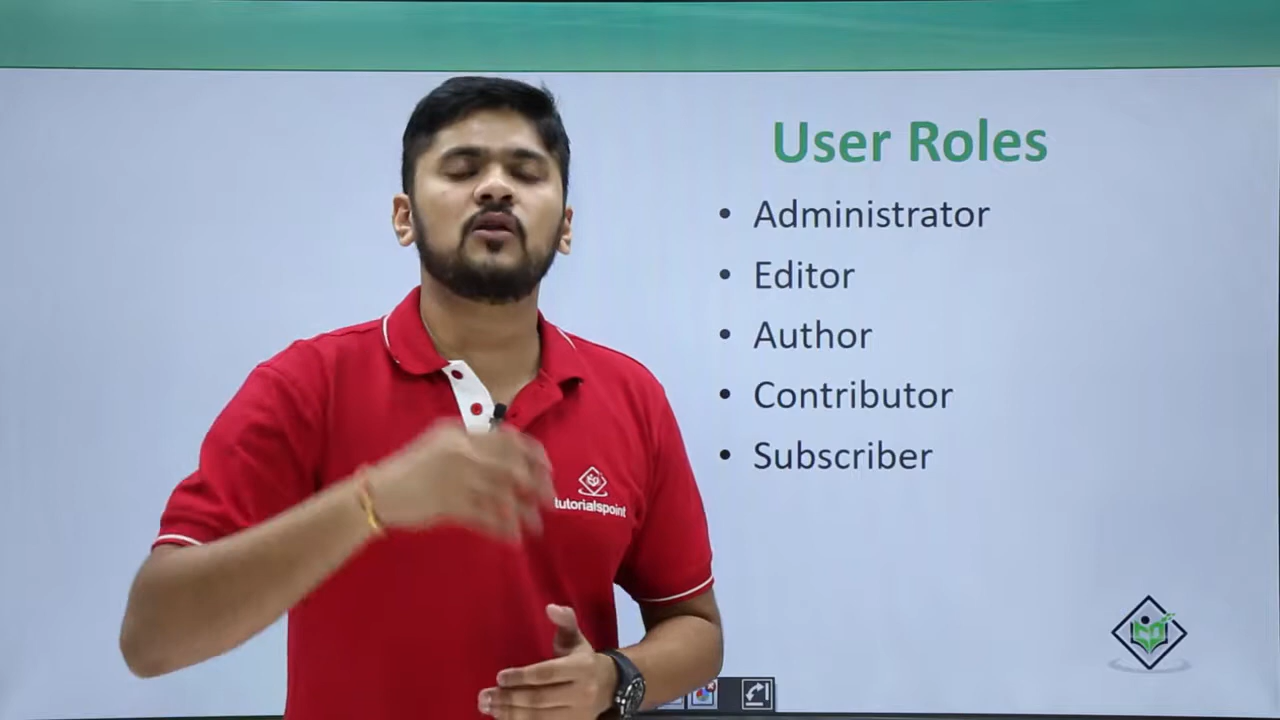 User Roles
• Administrator
• Editor
• Author
• Contributor
• Subscriber
tutorialspoint